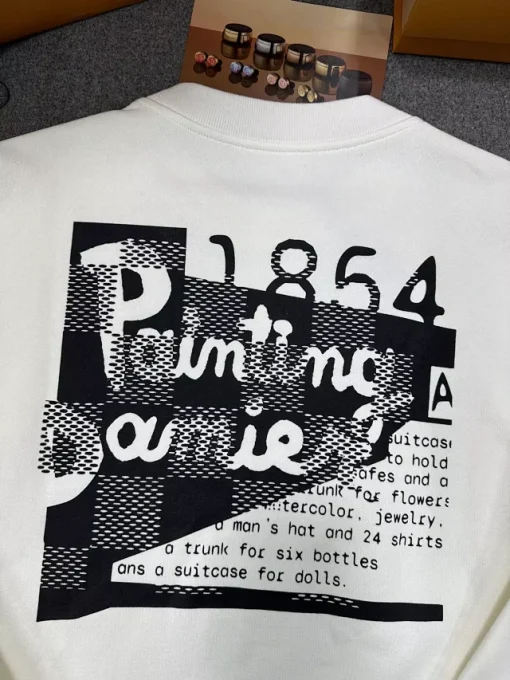 1854
Painting
A
Damier
suitcase
to hold
safes and a
trunk for flowers
watercolor, jewelry,
a man's hat and 24 shirts
a trunk for six bottles
ans a suitcase for dolls.